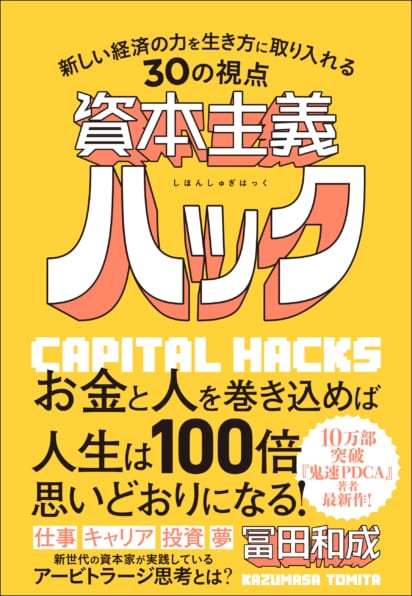 新しい経済の力を生き方に取り入れる
30の視点
資本主義
しほんしゅぎはっく
ハック
CAPITAL HACKS
お金と人を巻き込めば
人生は100倍
思いどおりになる!
10万部
突破
『鬼速PDCA』
著者
最新作!
仕事 キャリア 投資 夢
新世代の資本家が実践している
アービトラージ思考とは?
冨田和成
KAZUMASA TOMITA